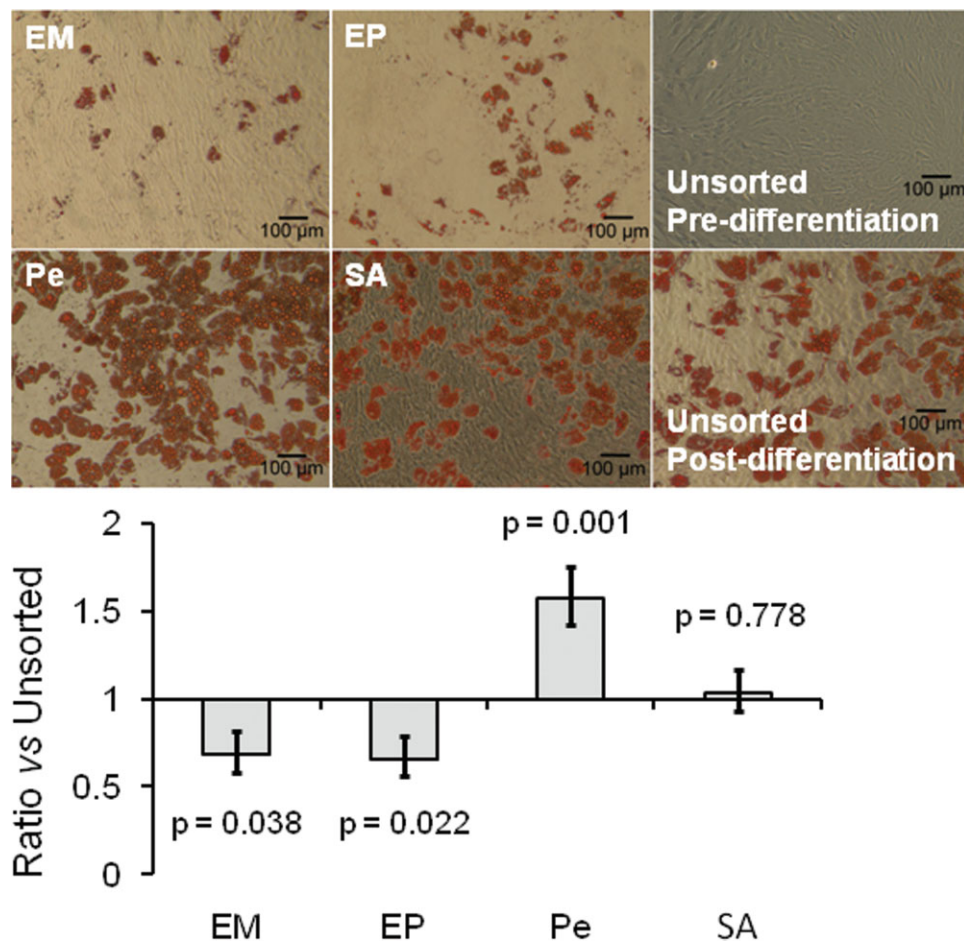 EM
EP
100 µm
100 µm
100 µm
Unsorted
Pre-differentiation
Pe
SA
100 µm
100 µm
100 µm
Unsorted
Post-differentiation
Ratio vs Unsorted
2
1.5
1
0.5
0
p = 0.001
p = 0.778
p = 0.038
p = 0.022
EM
EP
Pe
SA